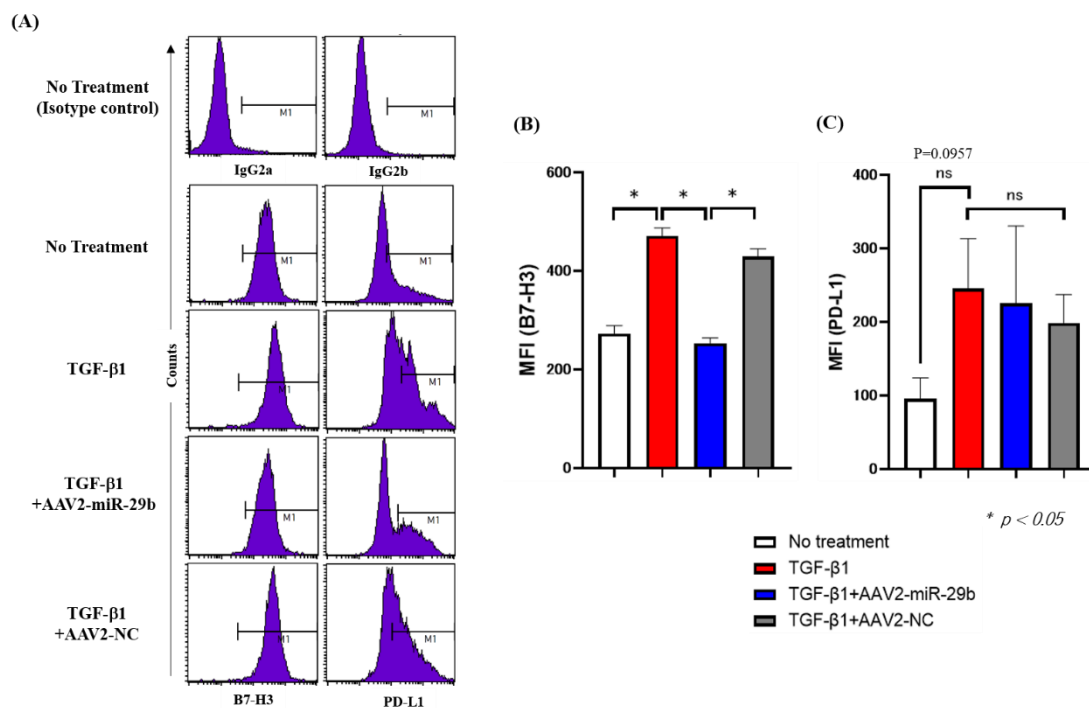 (A)
No Treatment
(Isotype control)
M1
M1
IgG2a
IgG2b
No Treatment
M1
M1
TGF-β1
M1
M1
Counts
TGF-β1
+AAV2-miR-29b
M1
M1
TGF-β1
+AAV2-NC
M1
M1
B7-H3
PD-L1
(B)
MFI (B7-H3)
600
400
200
0
*
*
*
(C)
P=0.0957
ns
ns
MFI (PD-L1)
400
300
200
100
0
* p < 0.05
No treatment
TGF-β1
TGF-β1+AAV2-miR-29b
TGF-β1+AAV2-NC